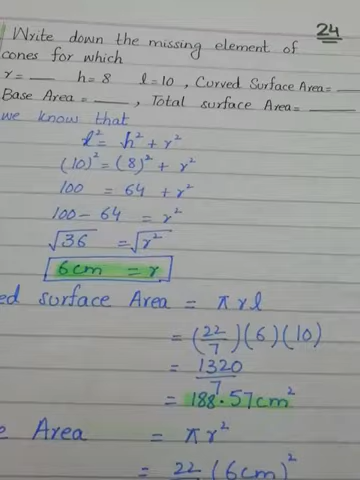 24
Write down the missing element of
cones for which
r = ___ h = 8 l = 10 , Curved Surface Area = ___
Base Area = ___ , Total surface Area = ___
we know that
l² = h² + r²
(10)² = (8)² + r²
100 = 64 + r²
100 - 64 = r²
√36 = √r²
6cm = r
ed surface Area = π r l
= (22/7)(6)(10)
= 1320/7
= 188.57cm²
e Area = π r²
= 22 (6cm)²